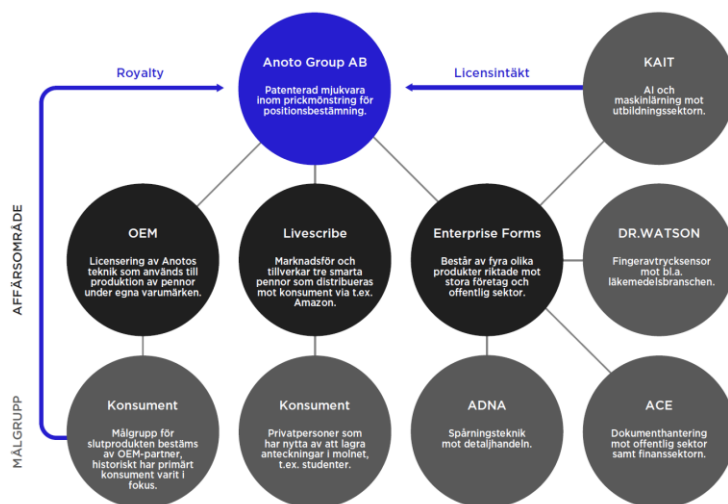 Royalty
Anoto Group AB
Patenterad mjukvara
inom prickmönstring för
positionsbestämning.
Licensintäkt
KAIT
AI och
maskinlärning mot
utbildningssektorn.
AFFÄRSOMRÅDE
OEM
Licensering av Anotos
teknik som används till
produktion av pennor
under egna varumärken.
Livescribe
Marknadsför och
tillverkar tre smarta
pennor som distribueras
mot konsument via t.ex.
Amazon.
Enterprise Forms
Består av fyra olika
produkter riktade mot
stora företag och
offentlig sektor.
DR.WATSON
Fingeravtrycksensor
mot bl.a.
läkemedelsbranschen.
MÅLGRUPP
Konsument
Målgrupp för
slutprodukten bestäms
av OEM-partner,
historiskt har primärt
konsument varit i
fokus.
Konsument
Privatpersoner som
har nytta av att lagra
anteckningar i molnet,
t.ex. studenter.
ADNA
Spårningsteknik
mot detaljhandeln.
ACE
Dokumenthantering
mot offentlig sektor
samt finanssektorn.